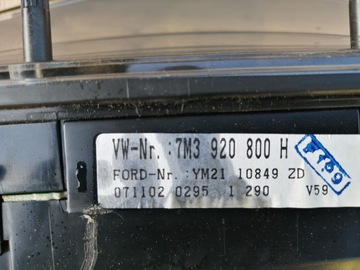 VW-Nr.:7M3 920 800 H
FORD-Nr.:YM21 10849 ZD
071102 0295 1 290 V59